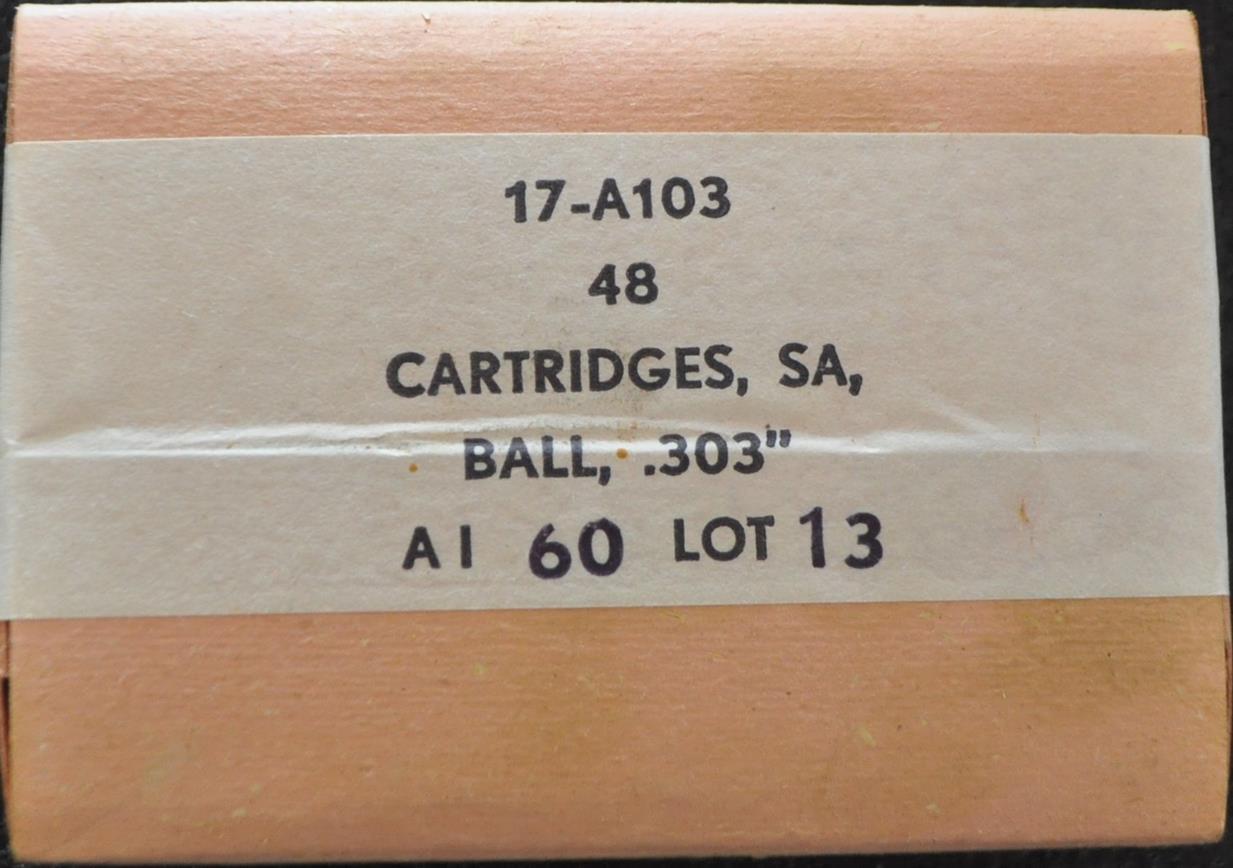 17-A103
48
CARTRIDGES, SA,
BALL, .303"
A I 60 LOT 13